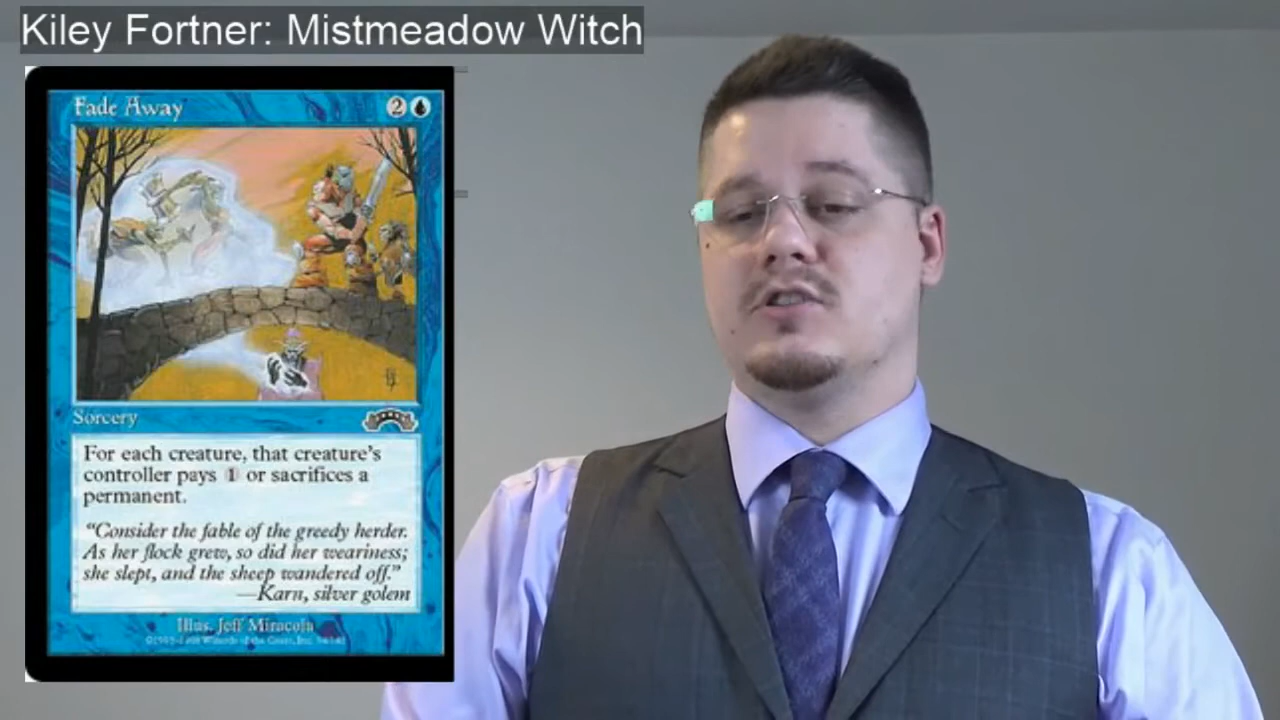 Kiley Fortner: Mistmeadow Witch
Fade Away
2
Sorcery
For each creature, that creature's
controller pays 1 or sacrifices a
permanent.
"Consider the fable of the greedy herder.
As her flock grew, so did her weariness;
she slept, and the sheep wandered off."
—Karn, silver golem
Illus. Jeff Miracola